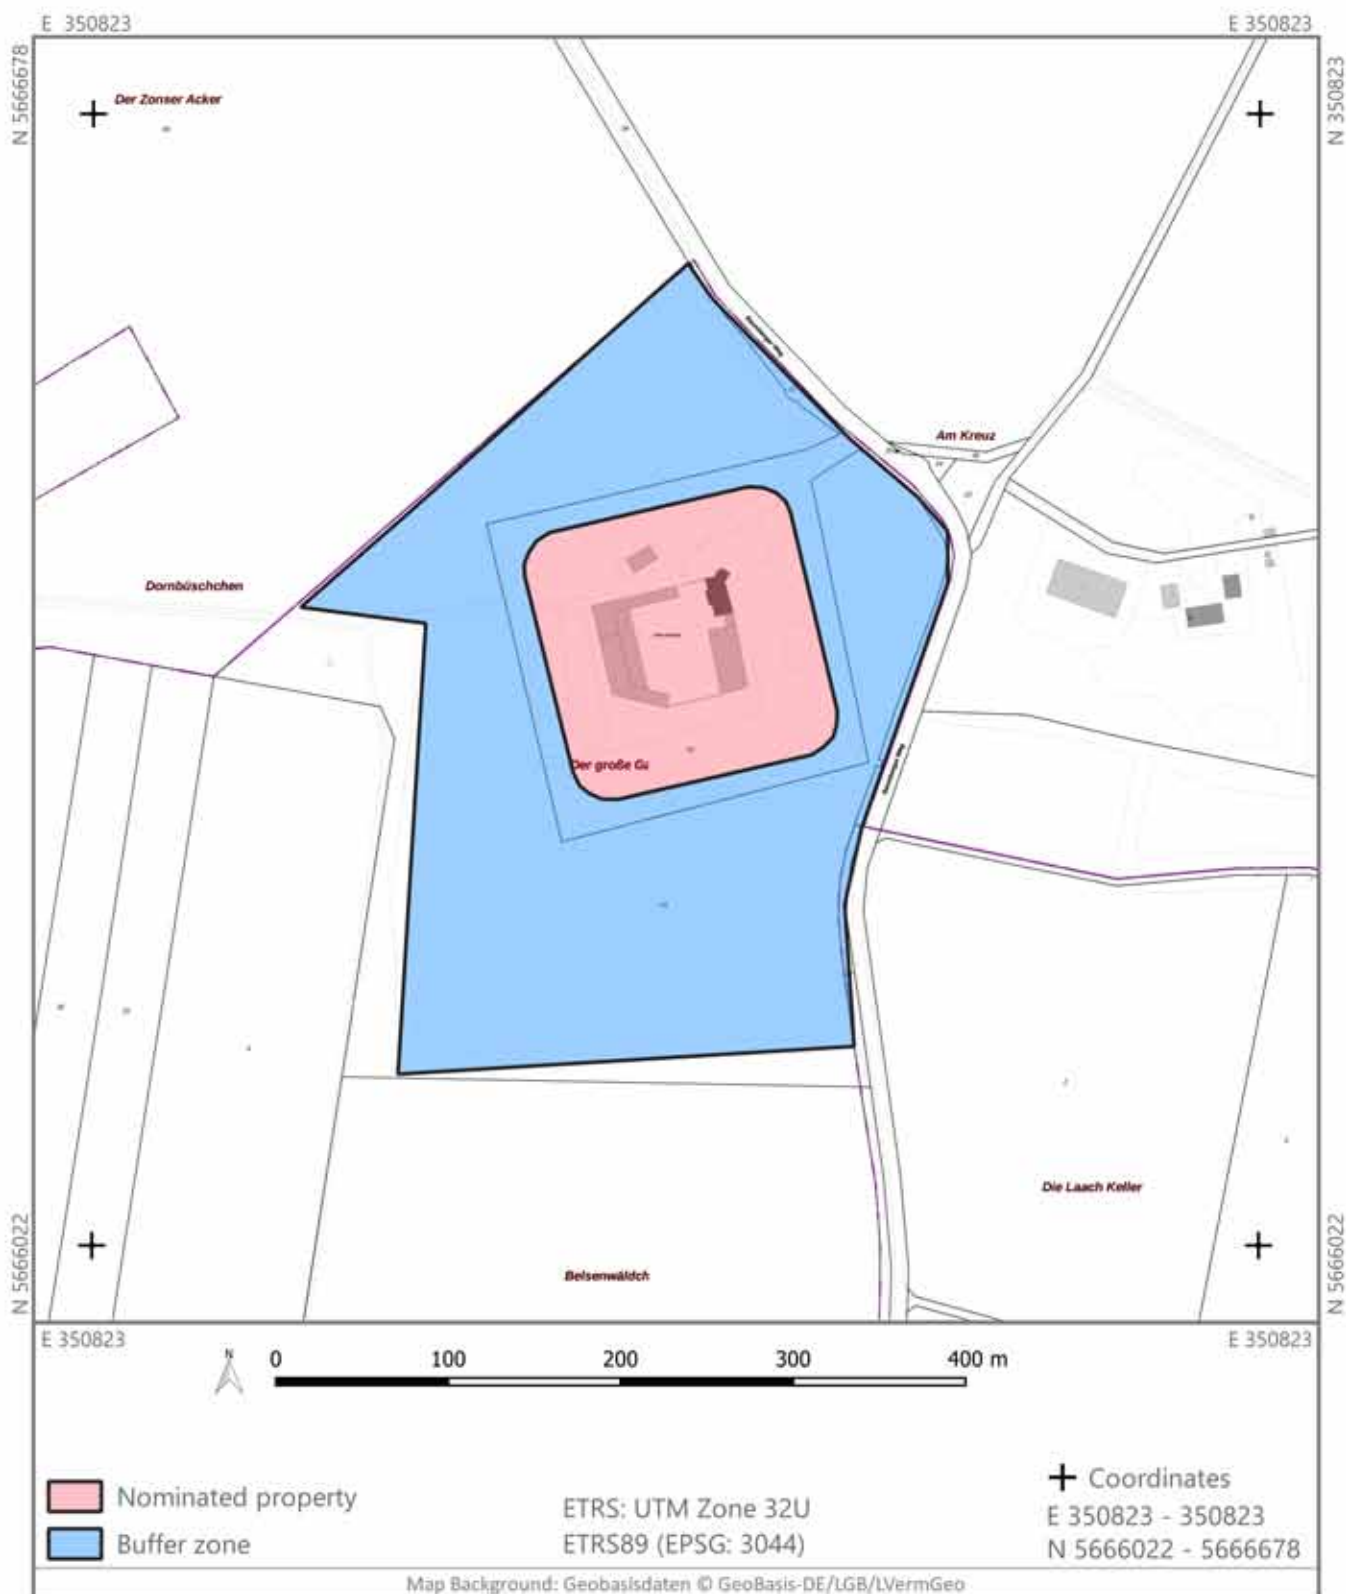 E 350823
E 350823
N 5666678
N 350823
Der Zonser Acker
Am Kreuz
Dornbüschchen
Der große Ga
Die Laach Keller
Belsenwäldch
N 5666022
N 5666022
E 350823
E 350823
N
0 100 200 300 400 m
Nominated property
Buffer zone
ETRS: UTM Zone 32U
ETRS89 (EPSG: 3044)
Coordinates
E 350823 - 350823
N 5666022 - 5666678
Map Background: Geobasisdaten © GeoBasis-DE/LGB/LVermGeo